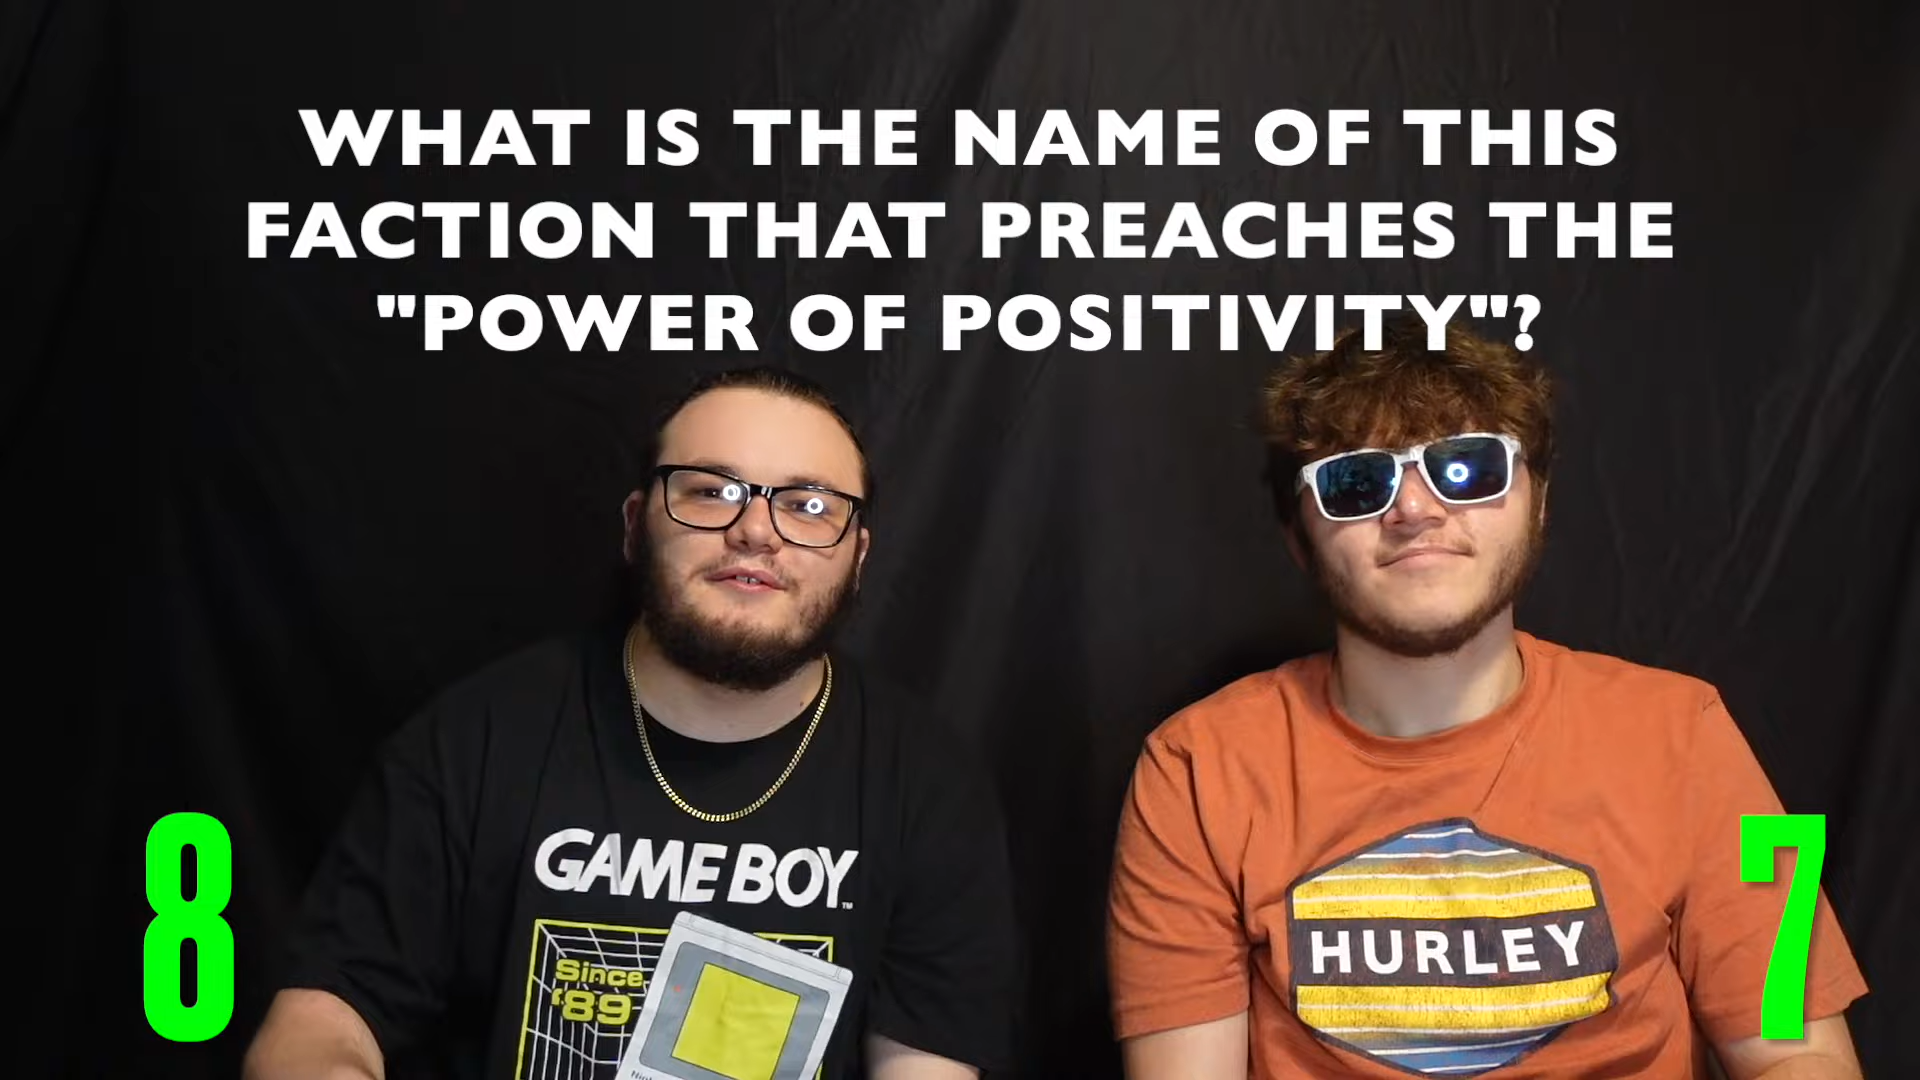 WHAT IS THE NAME OF THIS
FACTION THAT PREACHES THE
"POWER OF POSITIVITY"?
8
7
GAME BOY™
Since
'89
HURLEY